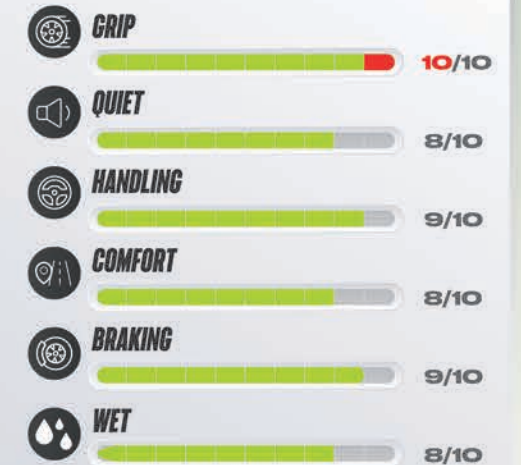 GRIP
10/10
QUIET
8/10
HANDLING
9/10
COMFORT
8/10
BRAKING
9/10
WET
8/10